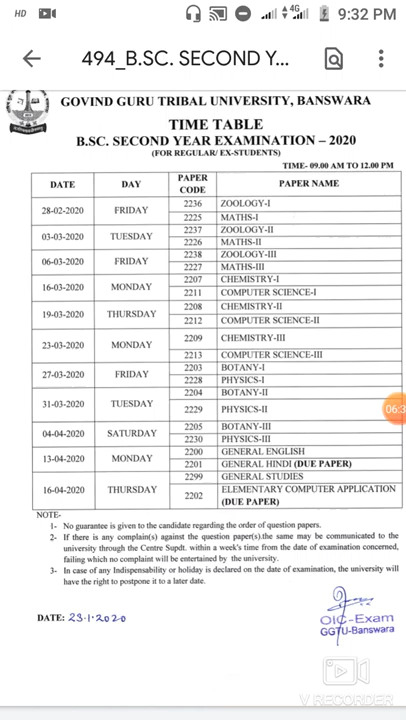 HD 4G 9:32 PM
494_B.SC. SECOND Y...
GOVIND GURU TRIBAL UNIVERSITY, BANSWARA
TIME TABLE
B.SC. SECOND YEAR EXAMINATION – 2020
(FOR REGULAR/ EX-STUDENTS)
TIME- 09.00 AM TO 12.00 PM
DATE DAY PAPER CODE PAPER NAME
28-02-2020 FRIDAY 2236 ZOOLOGY-I
2225 MATHS-I
03-03-2020 TUESDAY 2237 ZOOLOGY-II
2226 MATHS-II
06-03-2020 FRIDAY 2238 ZOOLOGY-III
2227 MATHS-III
16-03-2020 MONDAY 2207 CHEMISTRY-I
2211 COMPUTER SCIENCE-I
19-03-2020 THURSDAY 2208 CHEMISTRY-II
2212 COMPUTER SCIENCE-II
23-03-2020 MONDAY 2209 CHEMISTRY-III
2213 COMPUTER SCIENCE-III
27-03-2020 FRIDAY 2203 BOTANY-I
2228 PHYSICS-I
31-03-2020 TUESDAY 2204 BOTANY-II
2229 PHYSICS-II
06:3
04-04-2020 SATURDAY 2205 BOTANY-III
2230 PHYSICS-III
13-04-2020 MONDAY 2200 GENERAL ENGLISH
2201 GENERAL HINDI (DUE PAPER)
16-04-2020 THURSDAY 2299 GENERAL STUDIES
2202 ELEMENTARY COMPUTER APPLICATION
(DUE PAPER)
NOTE-
1- No guarantee is given to the candidate regarding the order of question papers.
2- If there is any complain(s) against the question paper(s).the same may be communicated to the
university through the Centre Supdt. within a week's time from the date of examination concerned,
failing which no complaint will be entertained by the university.
3- In case of any Indispensability or holiday is declared on the date of examination, the university will
have the right to postpone it to a later date.
DATE: 23.1.2020
OIC-Exam
GGTU-Banswara
V RECORDER